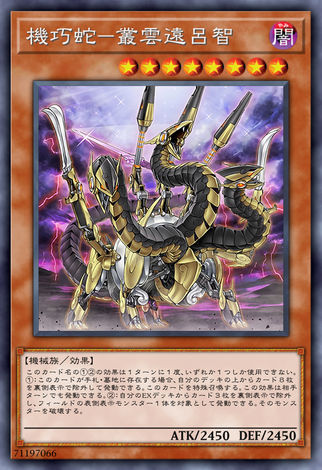 機巧蛇－叢雲遠呂智
闇
【機械族／効果】
このカード名の①②の効果は１ターンに１度、いずれか１つしか使用できない。
①：このカードが手札・墓地に存在する場合、自分のデッキの上からカード８枚
を裏側表示で除外して発動できる。このカードを特殊召喚する。この効果は相手
ターンでも発動できる。②：自分のEXデッキからカード３枚を裏側表示で除外
し、フィールドの表側表示モンスター１体を対象として発動できる。そのモンス
ターを破壊する。
ATK/2450 DEF/2450
71197066